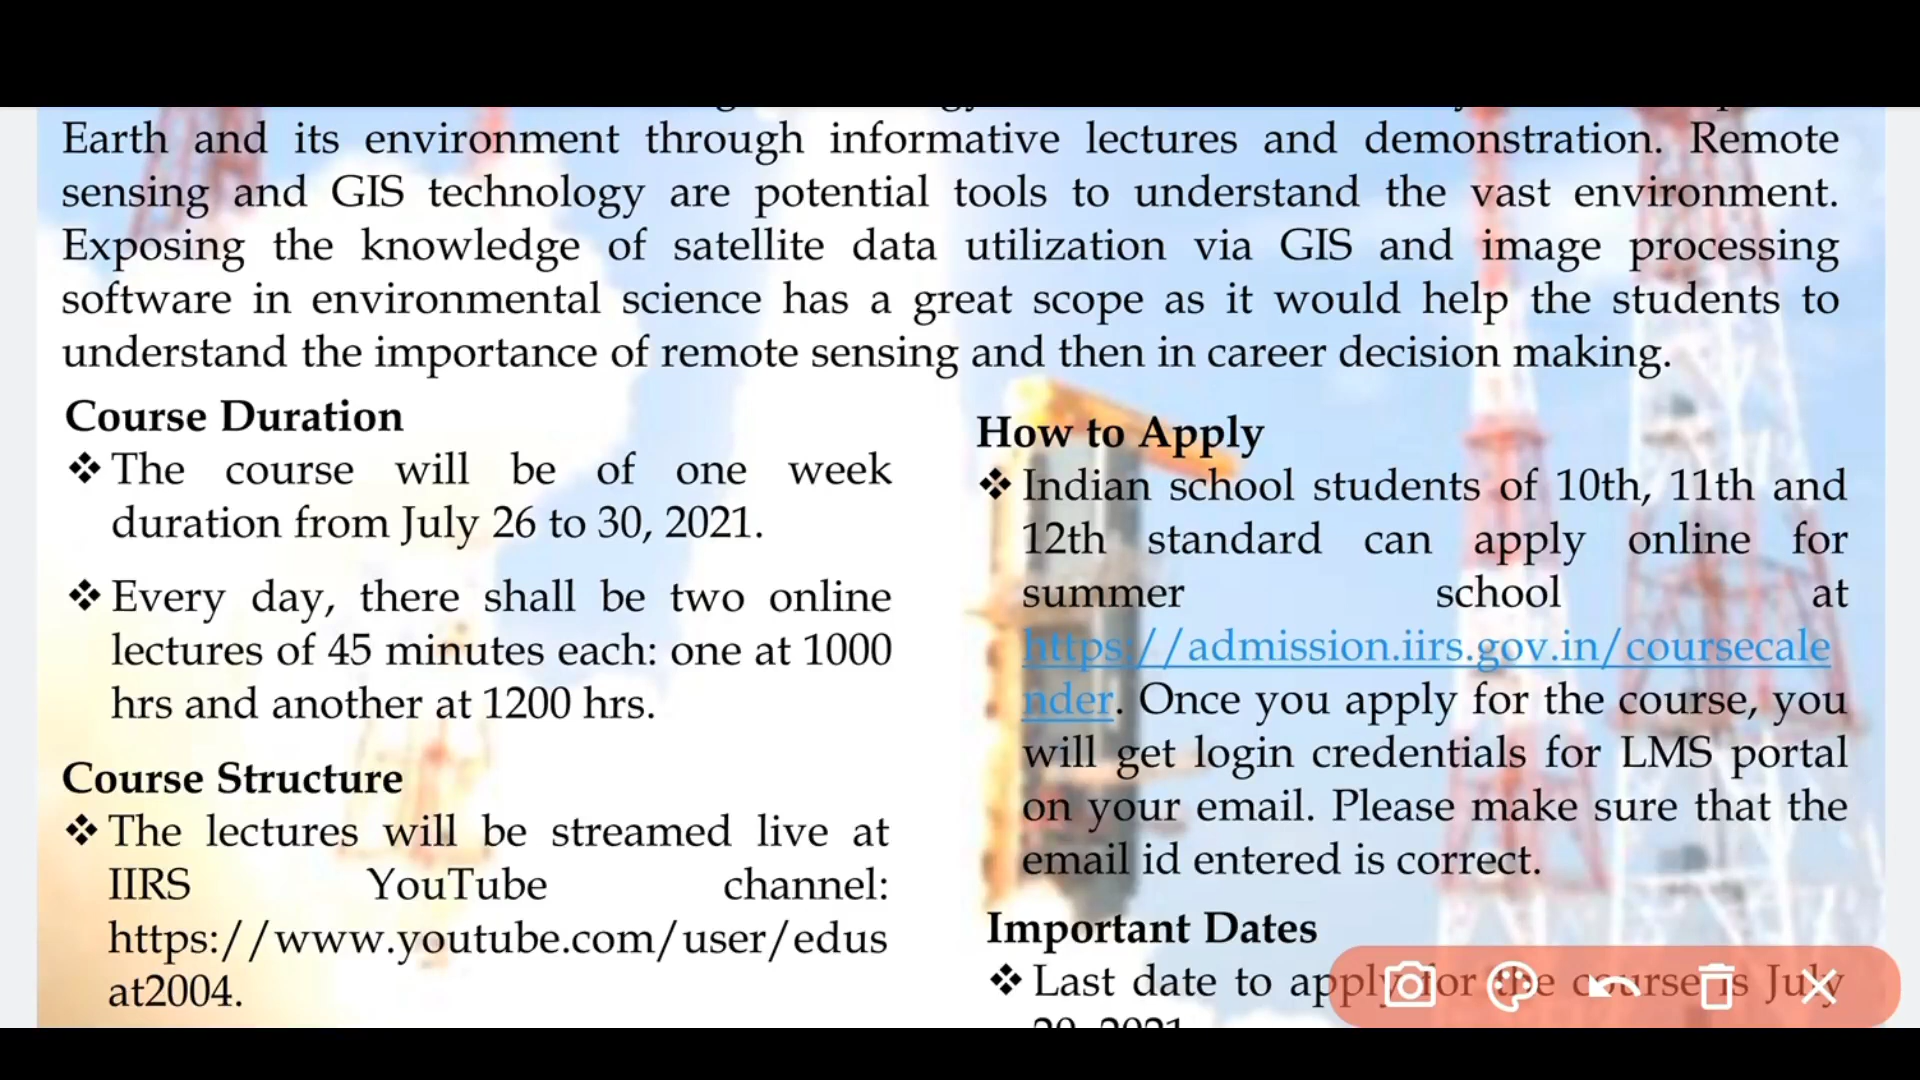 Earth and its environment through informative lectures and demonstration. Remote
sensing and GIS technology are potential tools to understand the vast environment.
Exposing the knowledge of satellite data utilization via GIS and image processing
software in environmental science has a great scope as it would help the students to
understand the importance of remote sensing and then in career decision making.
Course Duration
❖ The course will be of one week
duration from July 26 to 30, 2021.
❖ Every day, there shall be two online
lectures of 45 minutes each: one at 1000
hrs and another at 1200 hrs.
Course Structure
❖ The lectures will be streamed live at
IIRS YouTube channel:
https://www.youtube.com/user/edus
at2004.
How to Apply
❖ Indian school students of 10th, 11th and
12th standard can apply online for
summer school at
https://admission.iirs.gov.in/coursecale
nder. Once you apply for the course, you
will get login credentials for LMS portal
on your email. Please make sure that the
email id entered is correct.
Important Dates
❖ Last date to apply for the course is July